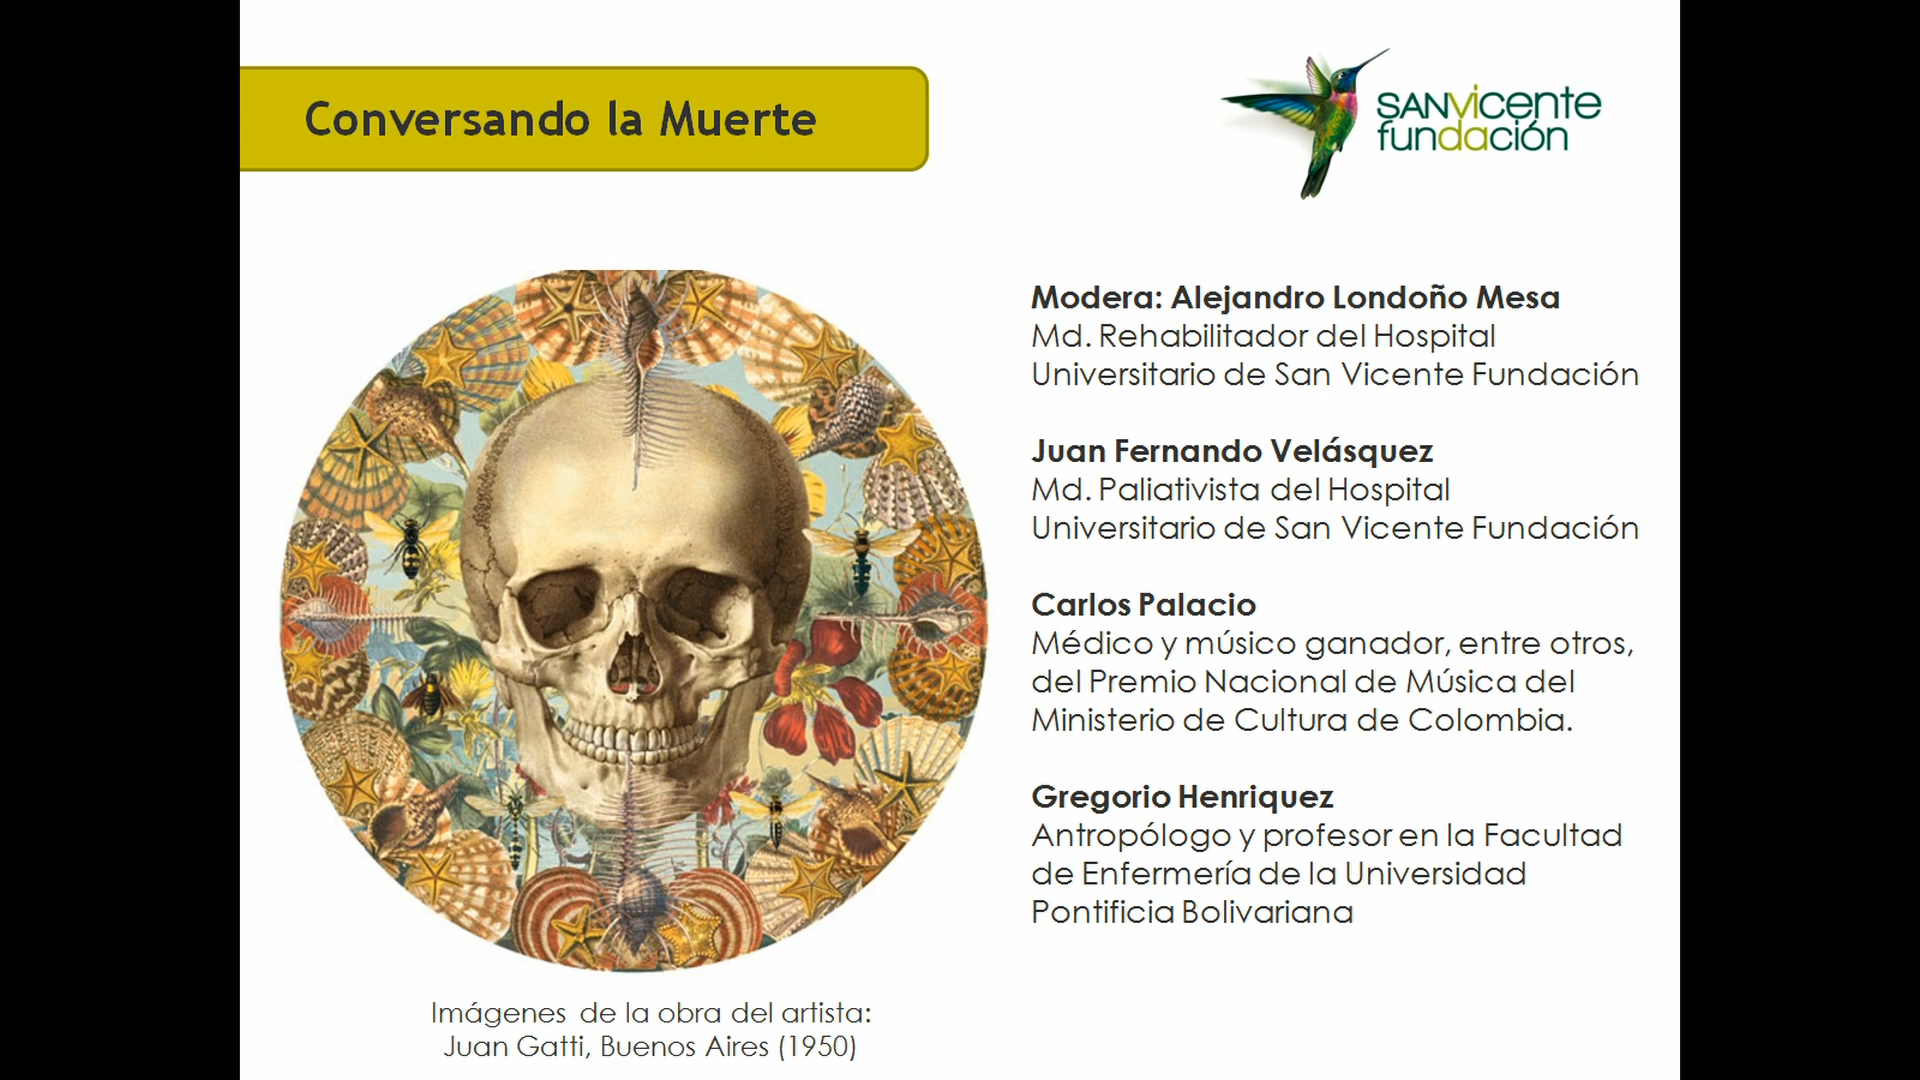 Conversando la Muerte
SANVicente
fundación
Modera: Alejandro Londoño Mesa
Md. Rehabilitador del Hospital
Universitario de San Vicente Fundación
Juan Fernando Velásquez
Md. Paliativista del Hospital
Universitario de San Vicente Fundación
Carlos Palacio
Médico y músico ganador, entre otros,
del Premio Nacional de Música del
Ministerio de Cultura de Colombia.
Gregorio Henriquez
Antropólogo y profesor en la Facultad
de Enfermería de la Universidad
Pontificia Bolivariana
Imágenes de la obra del artista:
Juan Gatti, Buenos Aires (1950)